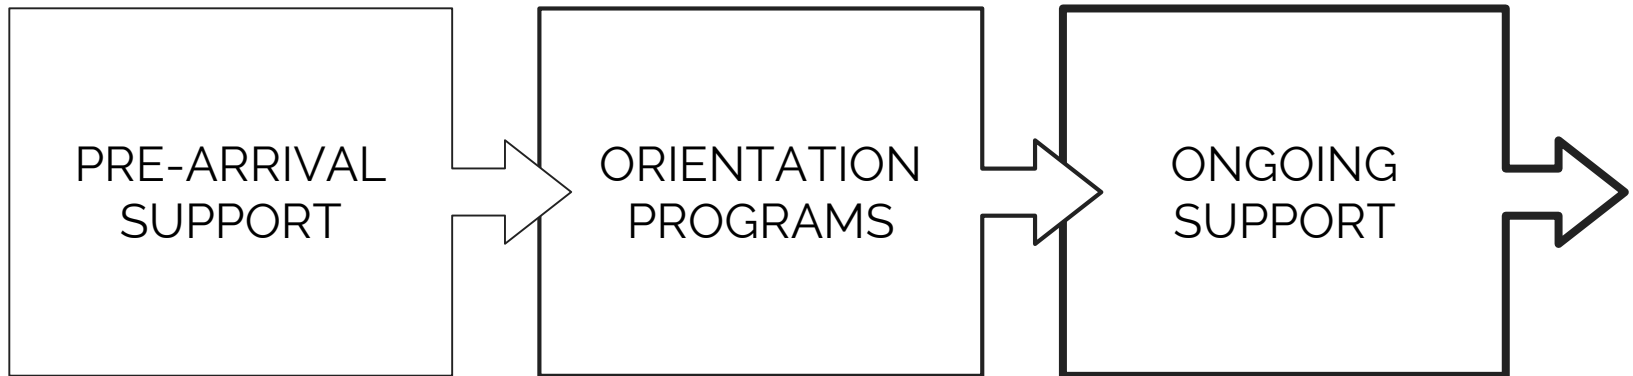 PRE-ARRIVAL
SUPPORT
ORIENTATION
PROGRAMS
ONGOING
SUPPORT